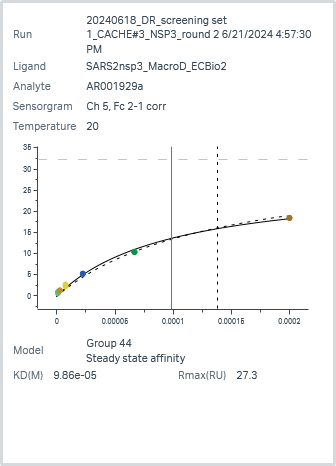 Run 20240618_DR_screening set
1_CACHE#3_NSP3_round 2 6/21/2024 4:57:30
PM
Ligand SARS2nsp3_MacroD_ECBio2
Analyte AR001929a
Sensorgram Ch 5, Fc 2-1 corr
Temperature 20
35
30
25
20
15
10
5
0
0 0.00005 0.0001 0.00015 0.0002
Model Group 44
Steady state affinity
KD(M) 9.86e-05 Rmax(RU) 27.3